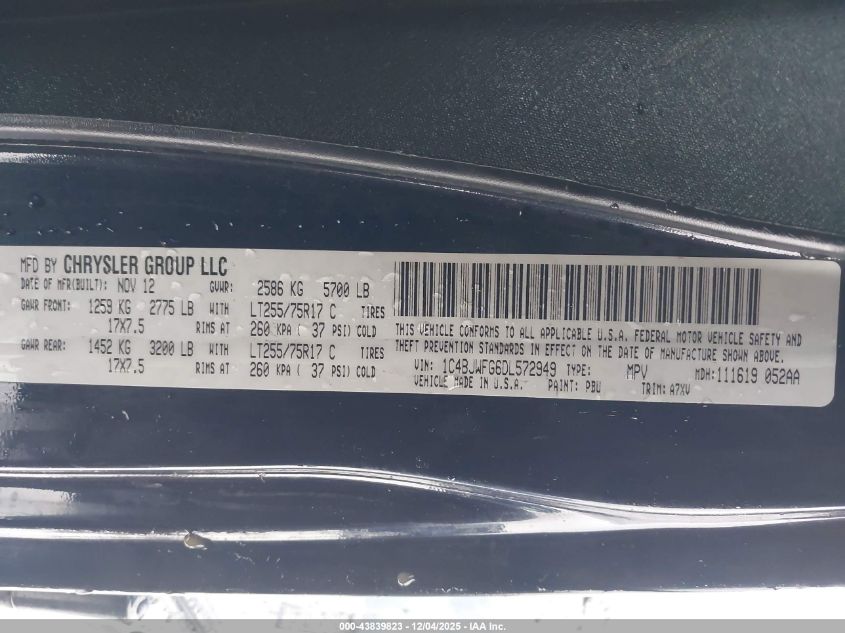 MFD BY CHRYSLER GROUP LLC
DATE OF MFR(BUILT): NOV 12 GVWR: 2586 KG 5700 LB
GAWR FRONT: 1259 KG 2775 LB WITH LT255/75R17 C TIRES
17X7.5 RIMS AT 260 KPA ( 37 PSI) COLD
GAWR REAR: 1452 KG 3200 LB WITH LT255/75R17 C TIRES
17X7.5 RIMS AT 260 KPA ( 37 PSI) COLD
THIS VEHICLE CONFORMS TO ALL APPLICABLE U.S.A. FEDERAL MOTOR VEHICLE SAFETY AND
THEFT PREVENTION STANDARDS IN EFFECT ON THE DATE OF MANUFACTURE SHOWN ABOVE.
VIN: 1C4BJWFG6DL572949 TYPE: MPV MDH: 111619 052AA
VEHICLE MADE IN U.S.A. PAINT: PBU TRIM: A7XV
000-43839823 - 12/04/2025 - IAA Inc.